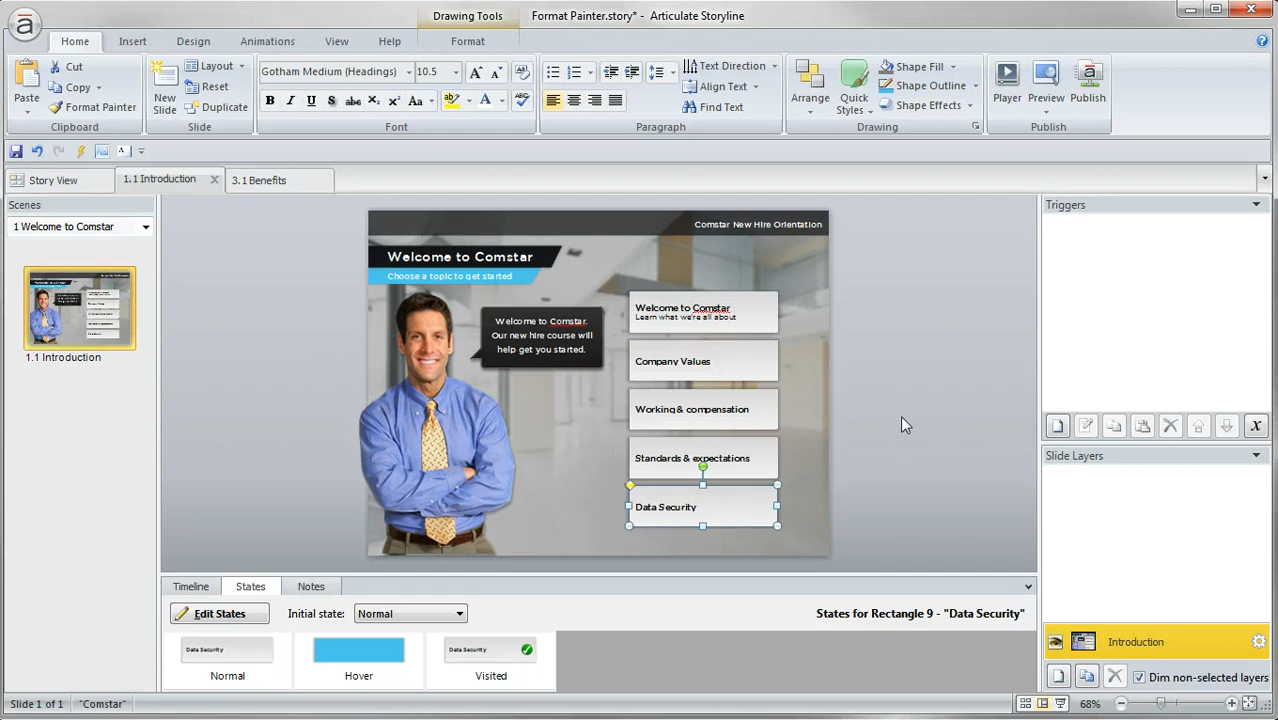 Drawing Tools
Format Painter.story* - Articulate Storyline
Home
Insert
Design
Animations
View
Help
Format
Paste
Cut
Copy
Format Painter
Clipboard
New
Slide
Layout
Reset
Duplicate
Slide
Gotham Medium (Headings)
10.5
B I U S abc
Aa
Font
Text Direction
Align Text
Find Text
Paragraph
Arrange
Quick
Styles
Shape Fill
Shape Outline
Shape Effects
Drawing
Player
Preview
Publish
Publish
Story View
1.1 Introduction
3.1 Benefits
Scenes
1 Welcome to Comstar
1.1 Introduction
Comstar New Hire Orientation
Welcome to Comstar
Choose a topic to get started
Welcome to Comstar.
Our new hire course will
help get you started.
Welcome to Comstar
Learn what we're all about
Company Values
Working & compensation
Standards & expectations
Data Security
Triggers
Slide Layers
Introduction
Dim non-selected layers
Timeline
States
Notes
Edit States
Initial state:
Normal
States for Rectangle 9 - "Data Security"
Data Security
Normal
Hover
Data Security
Visited
Slide 1 of 1
"Comstar"
68%